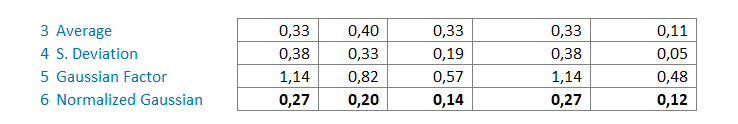 3 Average 0,33 0,40 0,33 0,33 0,11
4 S. Deviation 0,38 0,33 0,19 0,38 0,05
5 Gaussian Factor 1,14 0,82 0,57 1,14 0,48
6 Normalized Gaussian 0,27 0,20 0,14 0,27 0,12